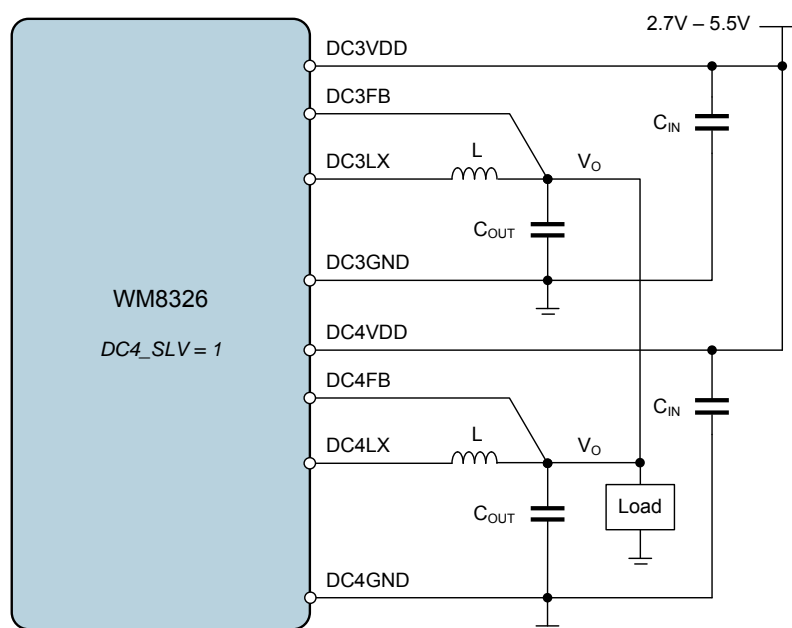 2.7V – 5.5V
DC3VDD
DC3FB
CIN
DC3LX
L
VO
COUT
DC3GND
WM8326
DC4_SLV = 1
DC4VDD
DC4FB
CIN
DC4LX
L
VO
COUT
Load
DC4GND